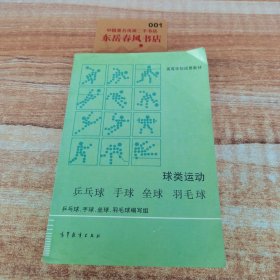 001
东岳春风书店
高等学校试用教材
球类运动
乒乓球 手球 垒球 羽毛球
乒乓球、手球、垒球、羽毛球编写组
高等教育出版社